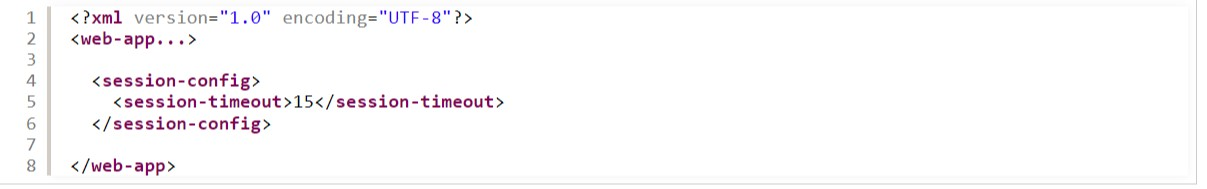 1 <?xml version="1.0" encoding="UTF-8"?>
2 <web-app...>
3
4 <session-config>
5 <session-timeout>15</session-timeout>
6 </session-config>
7
8 </web-app>